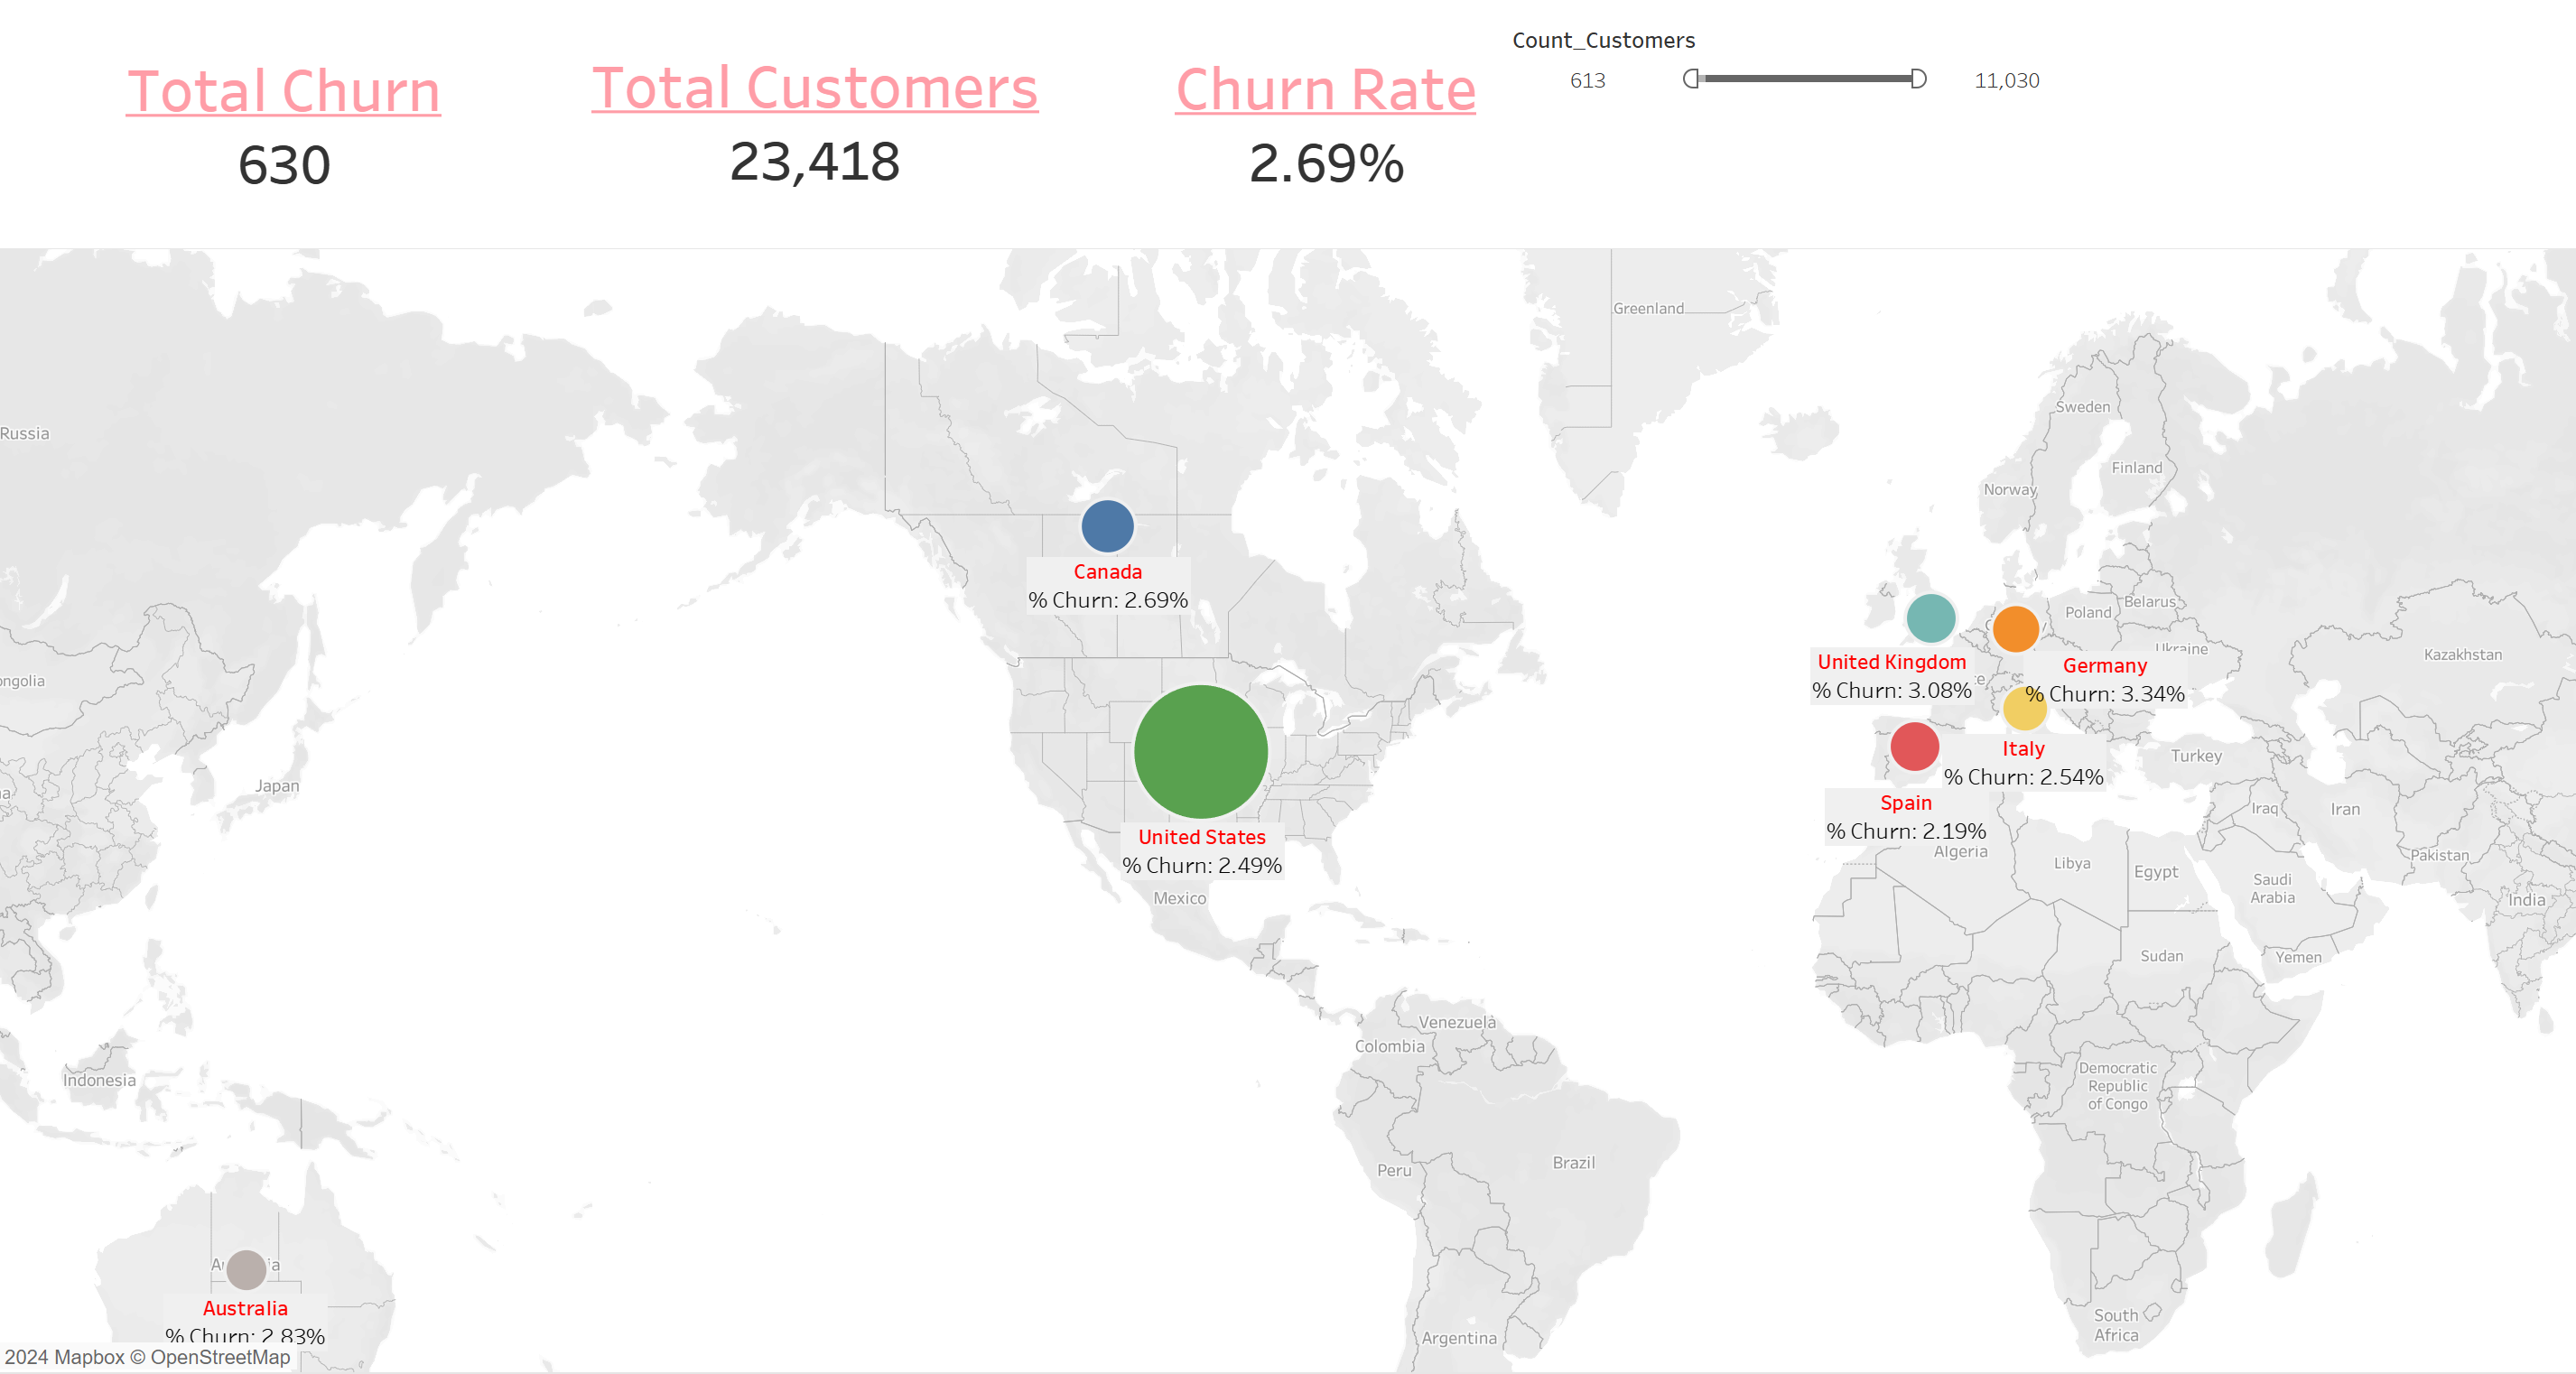 Count_Customers
613
11,030
Total Churn
630
Total Customers
23,418
Churn Rate
2.69%
Greenland
Sweden
Russia
Finland
Norway
Canada
% Churn: 2.69%
Belarus
Poland
Ukraine
Kazakhstan
United Kingdom
% Churn: 3.08%
Germany
% Churn: 3.34%
Italy
% Churn: 2.54%
Turkey
Japan
Spain
% Churn: 2.19%
Iraq
Iran
United States
% Churn: 2.49%
Algeria
Libya
Egypt
Pakistan
Saudi
Arabia
Mexico
India
Sudan
Yemen
Venezuela
Colombia
Indonesia
Democratic
Republic
of Congo
Brazil
Peru
Australia
% Churn: 2.83%
South
Africa
Argentina
2024 Mapbox © OpenStreetMap